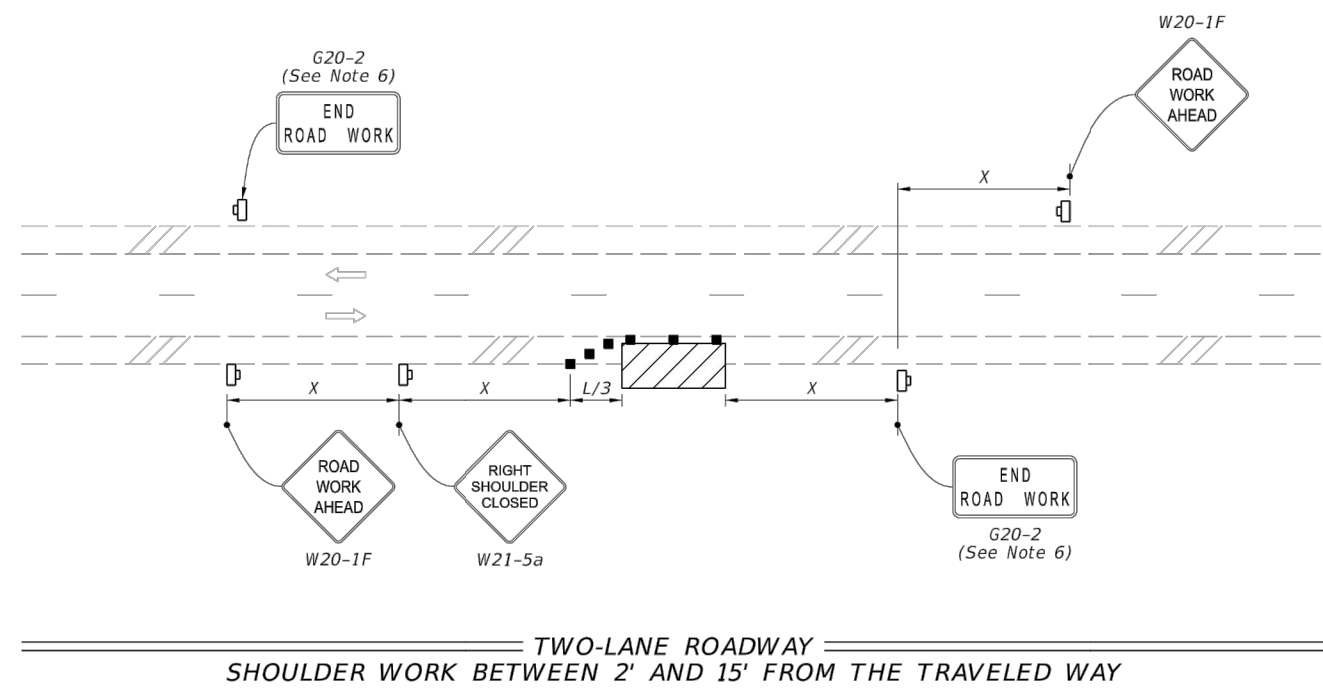 W20-1F
ROAD
WORK
AHEAD
G20-2
(See Note 6)
END
ROAD WORK
X
X
X
L/3
X
ROAD
WORK
AHEAD
W20-1F
RIGHT
SHOULDER
CLOSED
W21-5a
END
ROAD WORK
G20-2
(See Note 6)
TWO-LANE ROADWAY
SHOULDER WORK BETWEEN 2' AND 15' FROM THE TRAVELED WAY